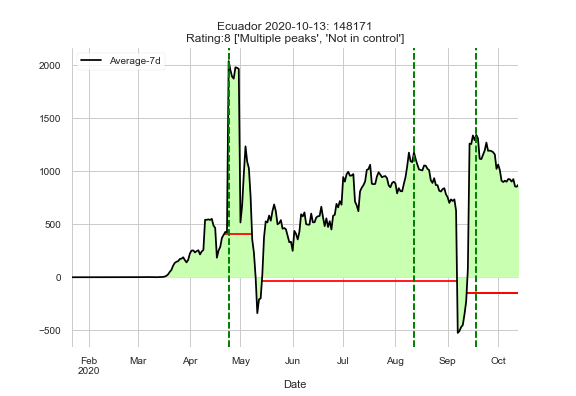 Ecuador 2020-10-13: 148171
Rating:8 ['Multiple peaks', 'Not in control']
Average-7d
2000
1500
1000
500
0
−500
Feb Mar Apr May Jun Jul Aug Sep Oct
2020
Date